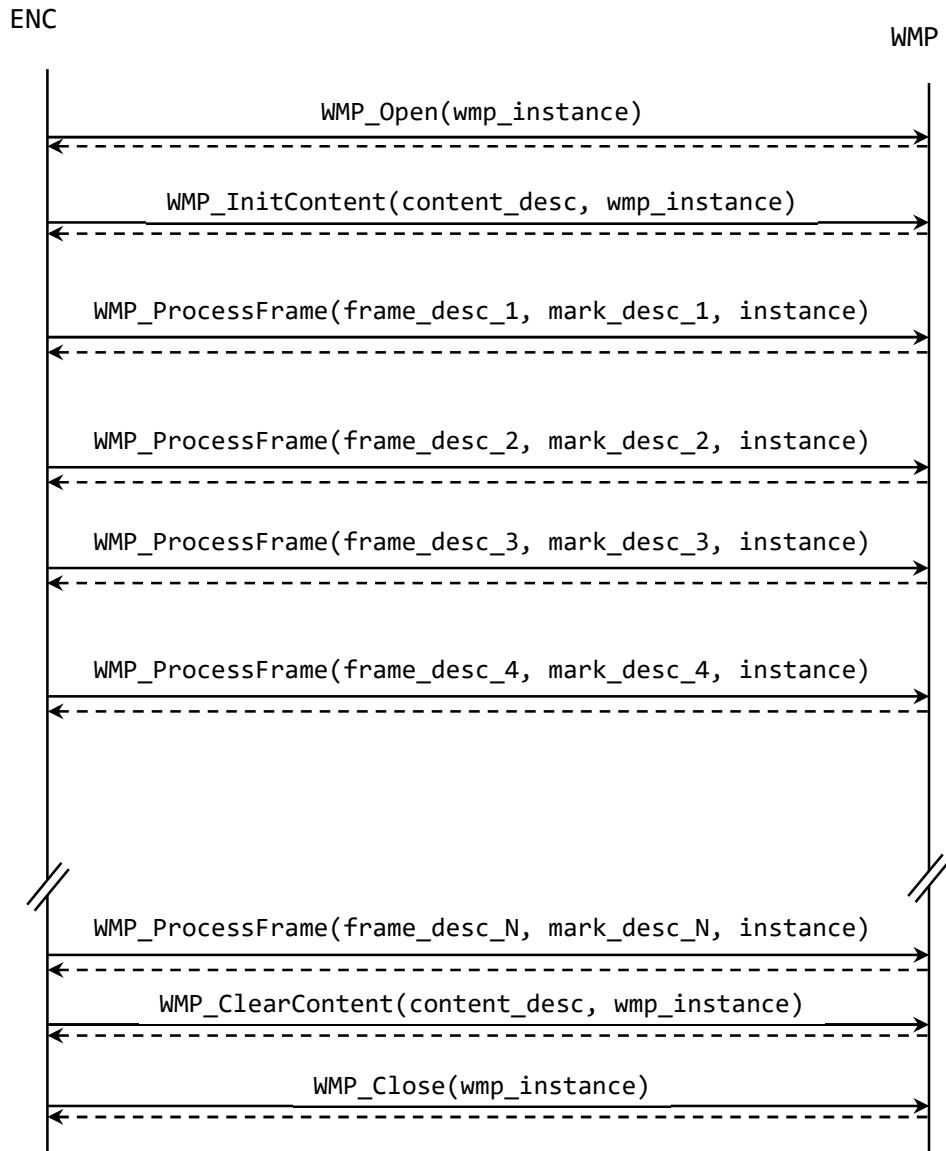 ENC
WMP
WMP_Open(wmp_instance)
WMP_InitContent(content_desc, wmp_instance)
WMP_ProcessFrame(frame_desc_1, mark_desc_1, instance)
WMP_ProcessFrame(frame_desc_2, mark_desc_2, instance)
WMP_ProcessFrame(frame_desc_3, mark_desc_3, instance)
WMP_ProcessFrame(frame_desc_4, mark_desc_4, instance)
WMP_ProcessFrame(frame_desc_N, mark_desc_N, instance)
WMP_ClearContent(content_desc, wmp_instance)
WMP_Close(wmp_instance)